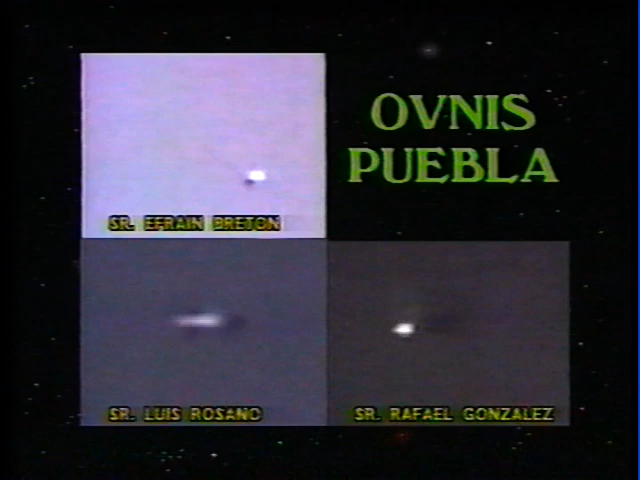 OVNIS
PUEBLA
SR. EFRAIN BRETON
SR. LUIS ROSANO
SR. RAFAEL GONZALEZ